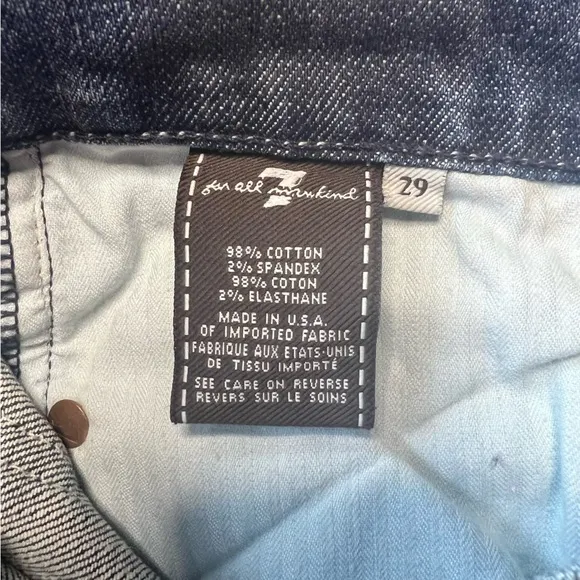 7
for all mankind
29
98% COTTON
2% SPANDEX
98% COTON
2% ELASTHANE
MADE IN U.S.A.
OF IMPORTED FABRIC
FABRIQUE AUX ETATS-UNIS
DE TISSU IMPORTÉ
SEE CARE ON REVERSE
REVERS SUR LE SOINS